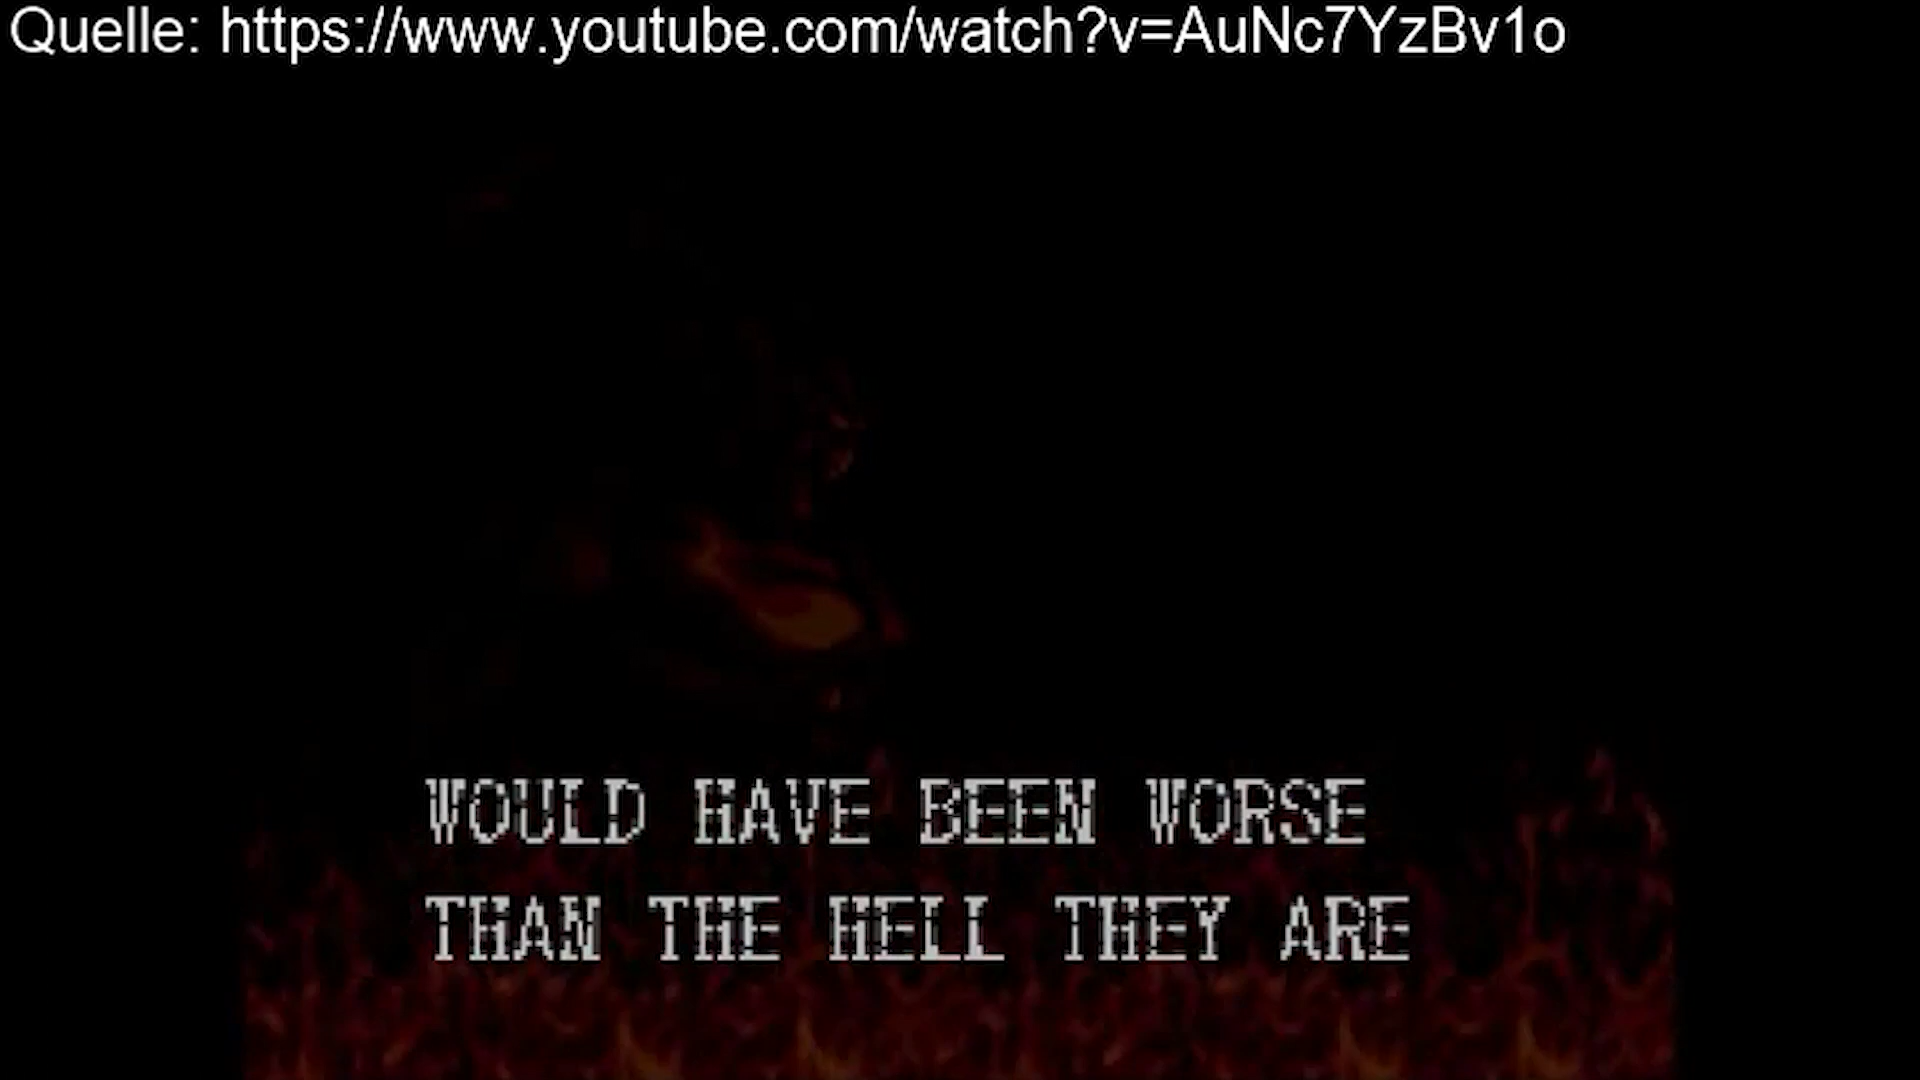 Quelle: https://www.youtube.com/watch?v=AuNc7YzBv1o
WOULD HAVE BEEN WORSE
THAN THE HELL THEY ARE